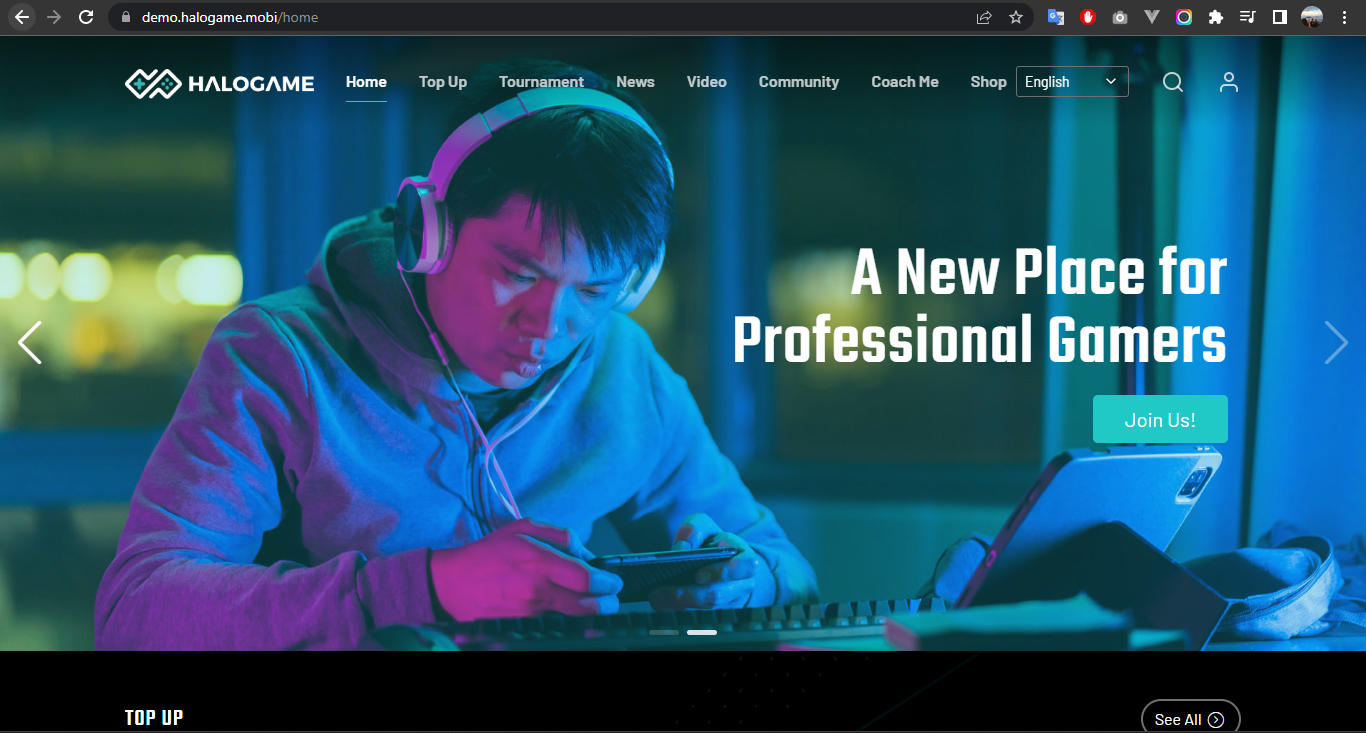 demo.halogame.mobi/home
HALOGAME
Home
Top Up
Tournament
News
Video
Community
Coach Me
Shop
English
A New Place for
Professional Gamers
Join Us!
TOP UP
See All